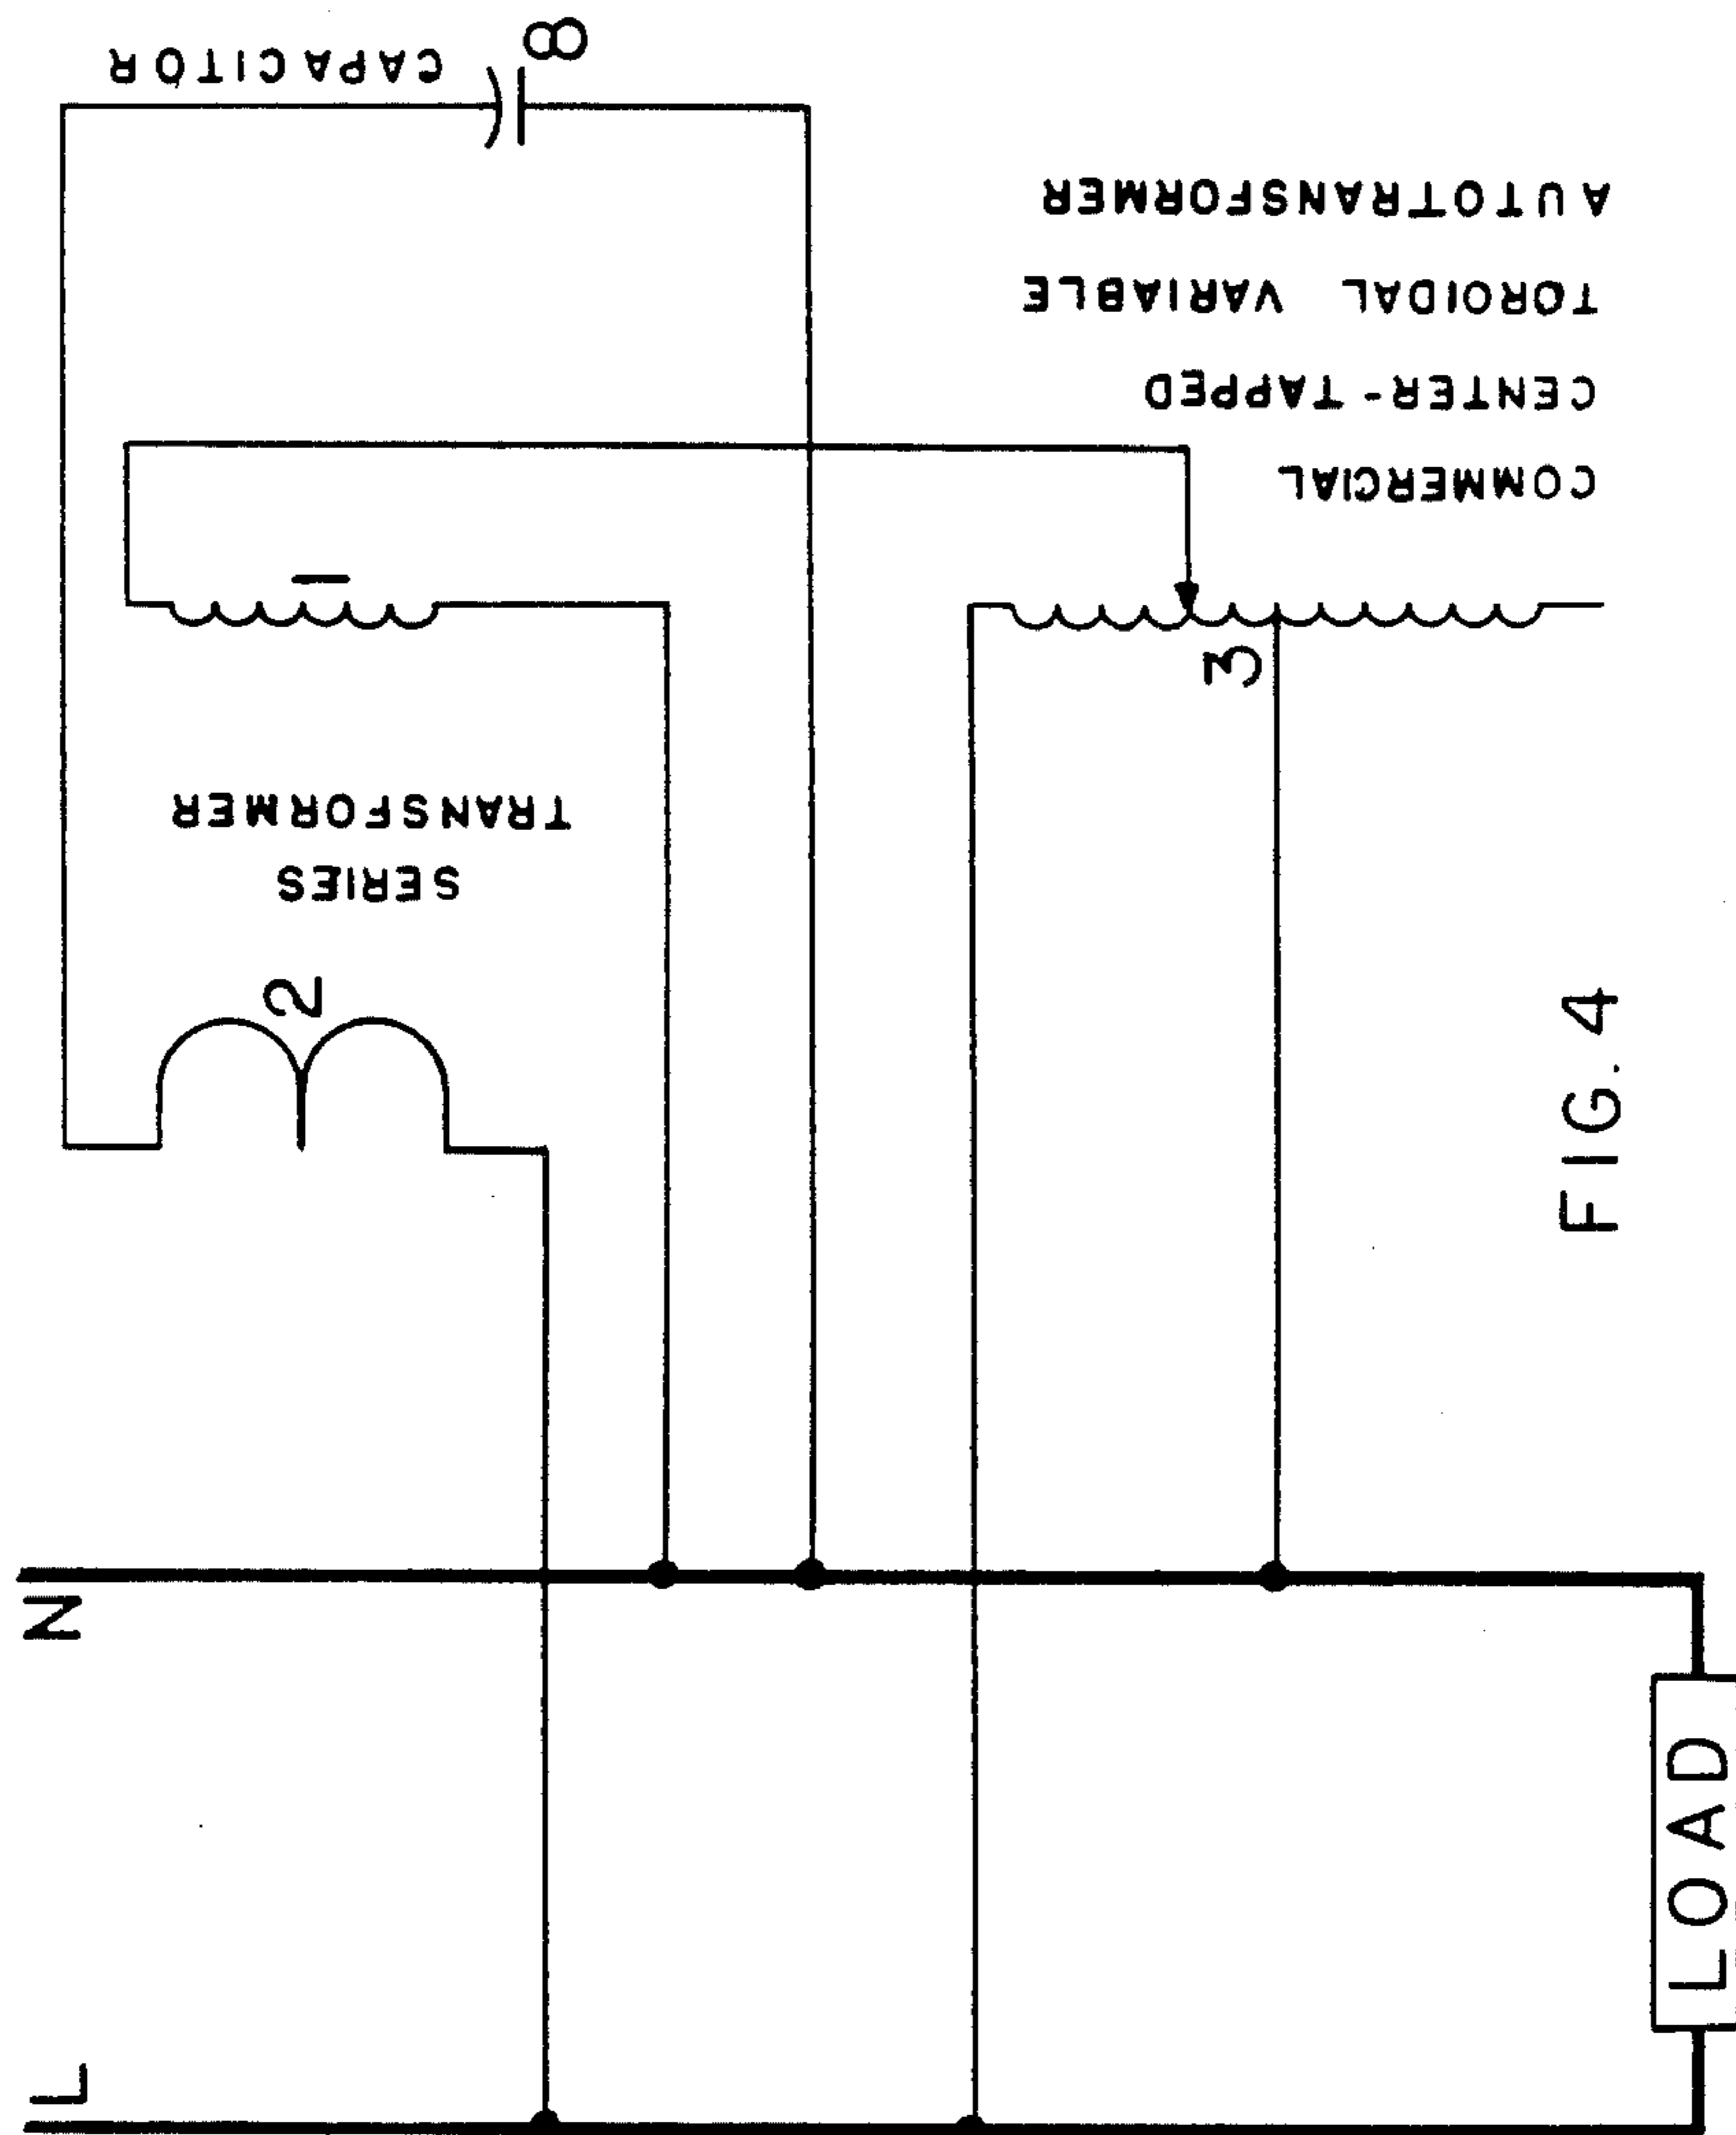 CAPACITOR
8
COMMERCIAL
CENTER-TAPPED
TOROIDAL VARIABLE
AUTOTRANSFORMER
1
3
SERIES
TRANSFORMER
2
FIG. 4
N
L
LOAD